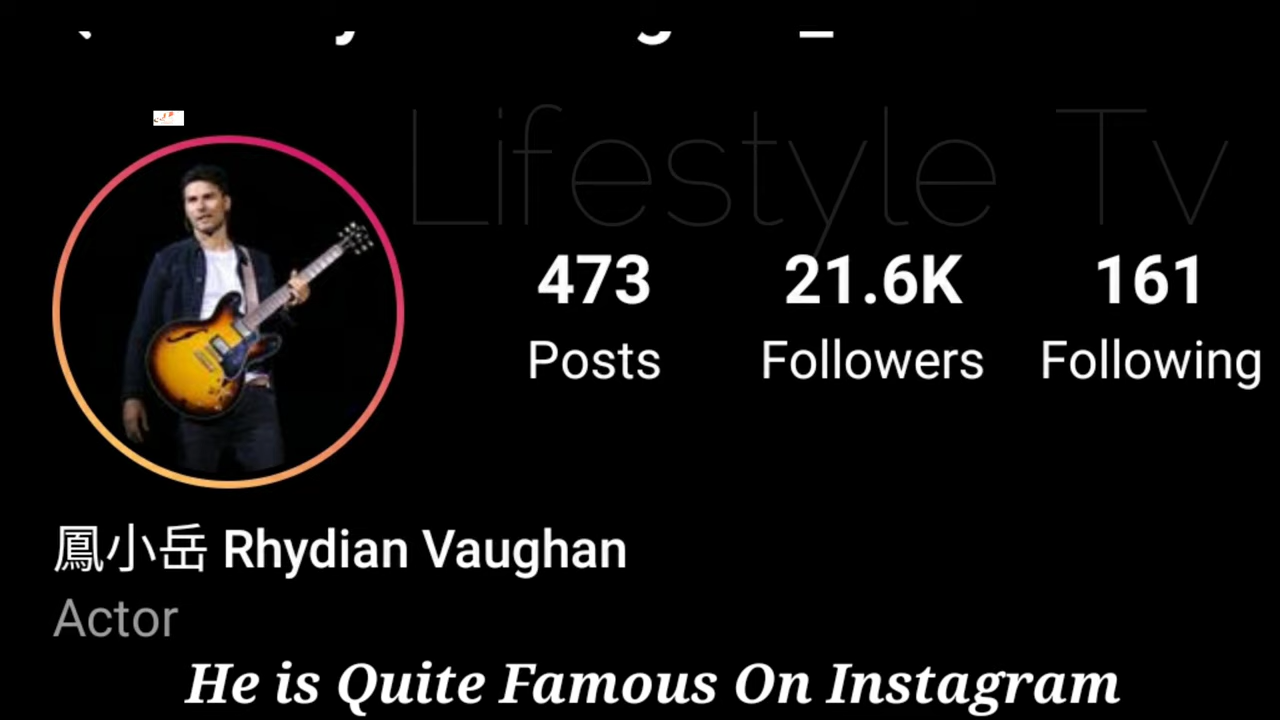 Lifestyle Tv
473 21.6K 161
Posts Followers Following
鳳小岳 Rhydian Vaughan
Actor
He is Quite Famous On Instagram